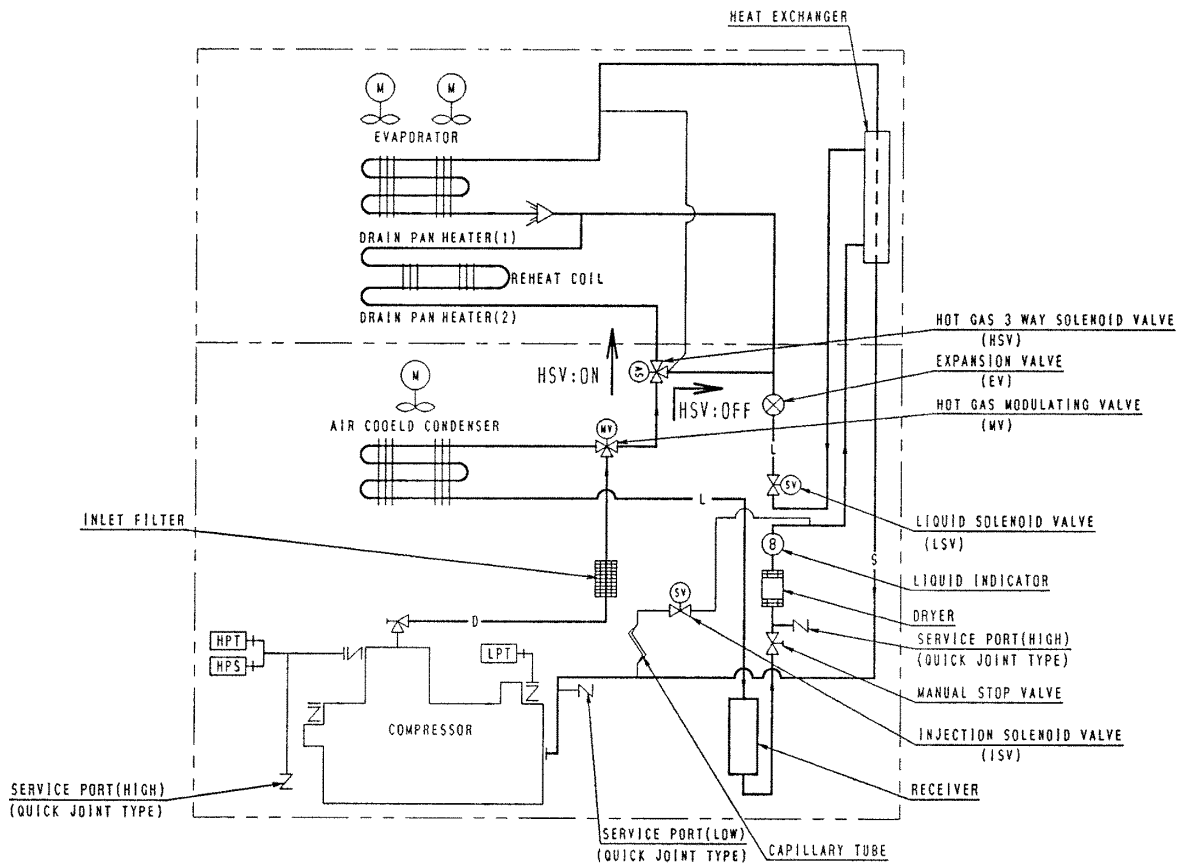 HEAT EXCHANGER
M
M
EVAPORATOR
DRAIN PAN HEATER(1)
REHEAT COIL
DRAIN PAN HEATER(2)
HOT GAS 3 WAY SOLENOID VALVE
(HSV)
HSV:ON
AS
M
EXPANSION VALVE
(EV)
HSV:OFF
HOT GAS MODULATING VALVE
(MV)
AIR COOELD CONDENSER
MV
L
L
SV
INLET FILTER
LIQUID SOLENOID VALVE
(LSV)
8
S
LIQUID INDICATOR
SV
DRYER
D
SERVICE PORT(HIGH)
(QUICK JOINT TYPE)
HPT
HPS
LPT
MANUAL STOP VALVE
COMPRESSOR
INJECTION SOLENOID VALVE
(ISV)
RECEIVER
SERVICE PORT(HIGH)
(QUICK JOINT TYPE)
SERVICE PORT(LOW)
(QUICK JOINT TYPE)
CAPILLARY TUBE